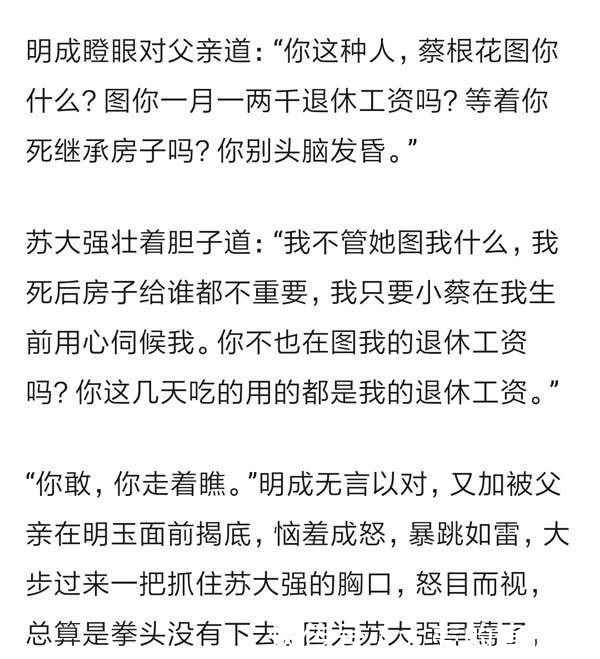 明成瞪眼对父亲道：“你这种人，蔡根花图你
什么？图你一月一两千退休工资吗？等着你
死继承房子吗？你别头脑发昏。”
苏大强壮着胆子道：“我不管她图我什么，我
死后房子给谁都不重要，我只要小蔡在我生
前用心伺候我。你不也在图我的退休工资
吗？你这几天吃的用的都是我的退休工资。”
“你敢，你走着瞧。”明成无言以对，又加被父
亲在明玉面前揭底，恼羞成怒，暴跳如雷，大
步过来一把抓住苏大强的胸口，怒目而视，
总算是拳头没有下去。因为苏大强